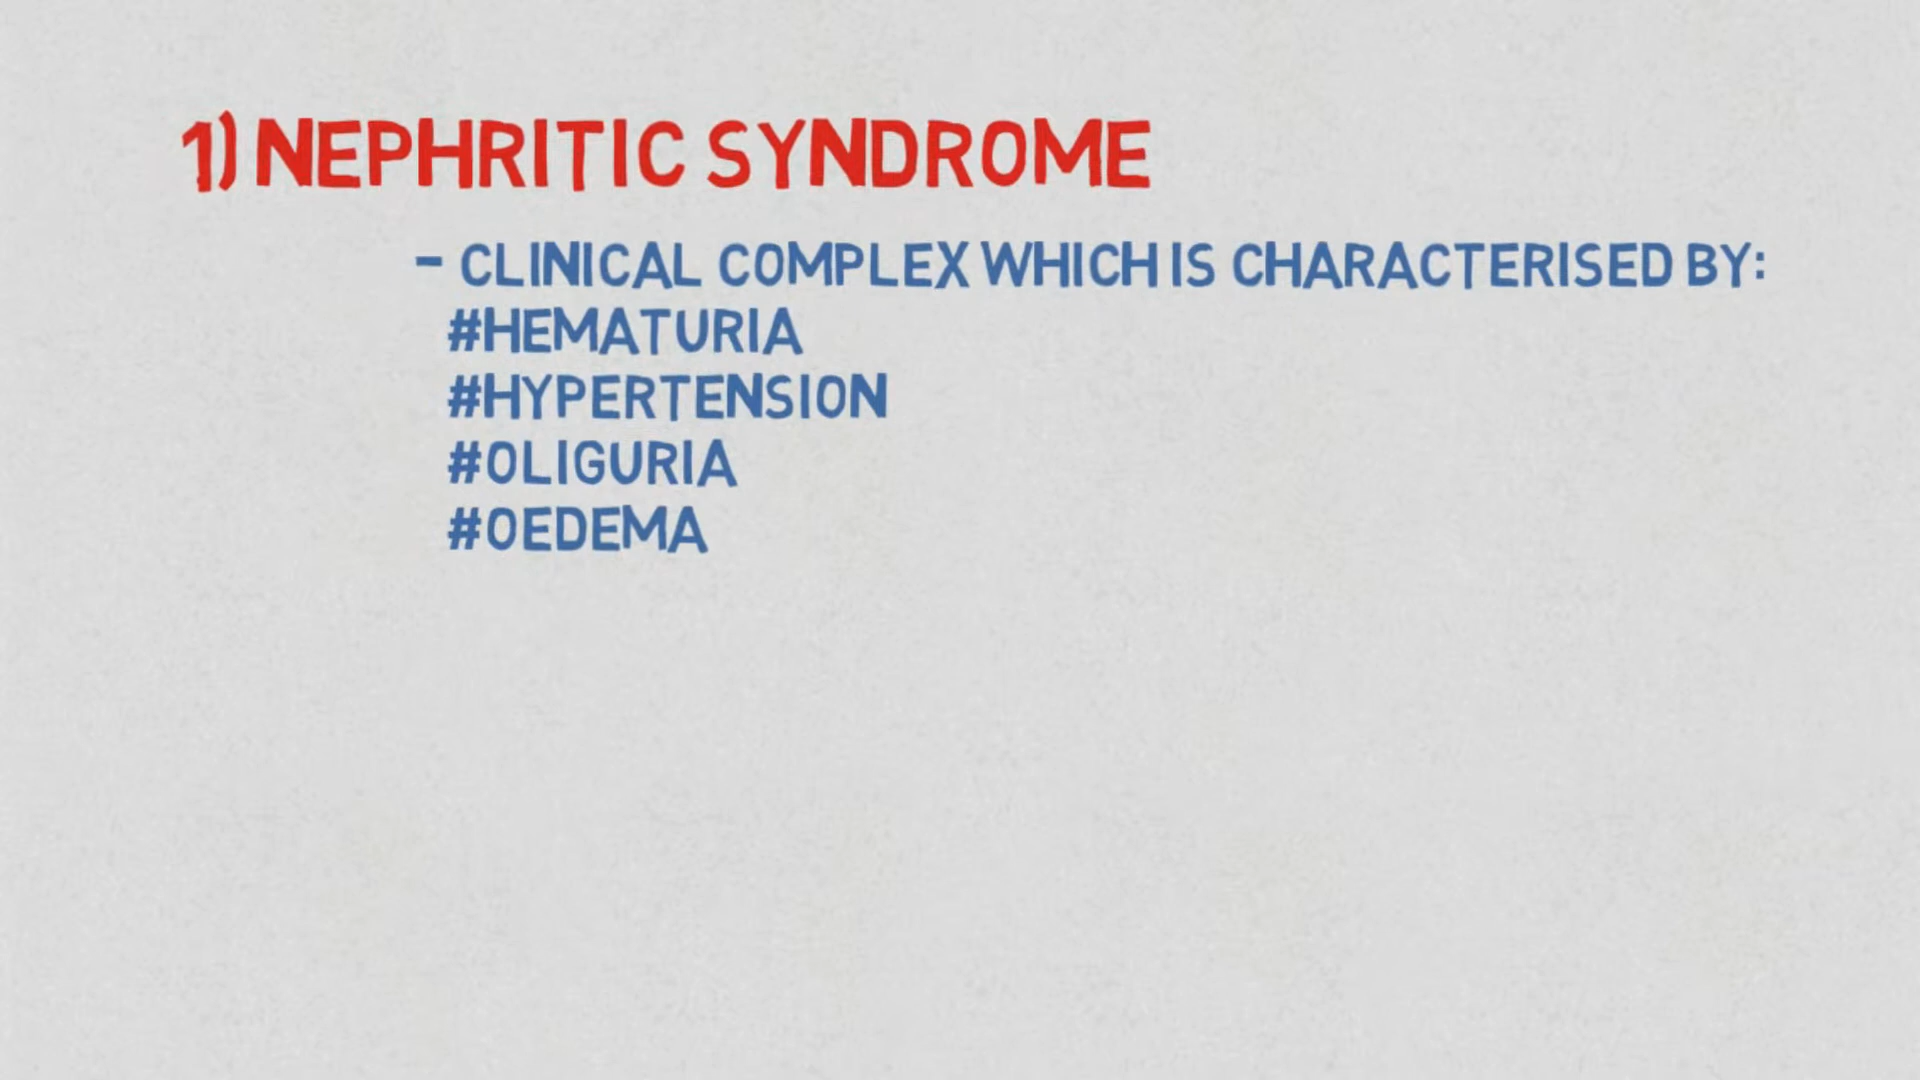 1) NEPHRITIC SYNDROME
- CLINICAL COMPLEX WHICH IS CHARACTERISED BY:
#HEMATURIA
#HYPERTENSION
#OLIGURIA
#OEDEMA